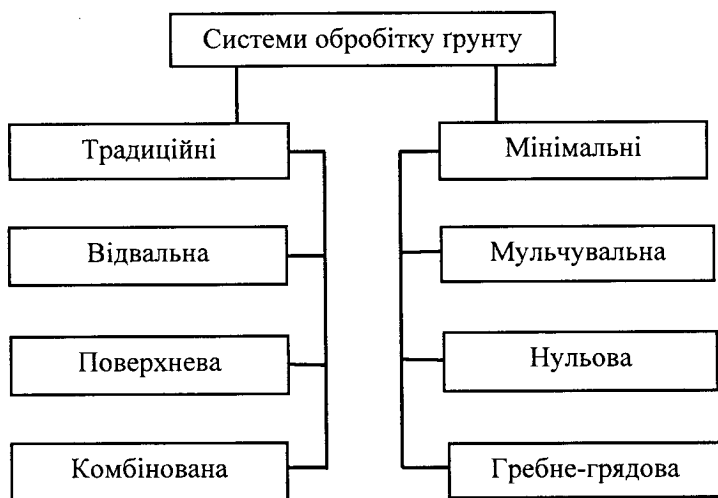 Системи обробітку ґрунту
Традиційні
Відвальна
Поверхнева
Комбінована
Мінімальні
Мульчувальна
Нульова
Гребне-грядова